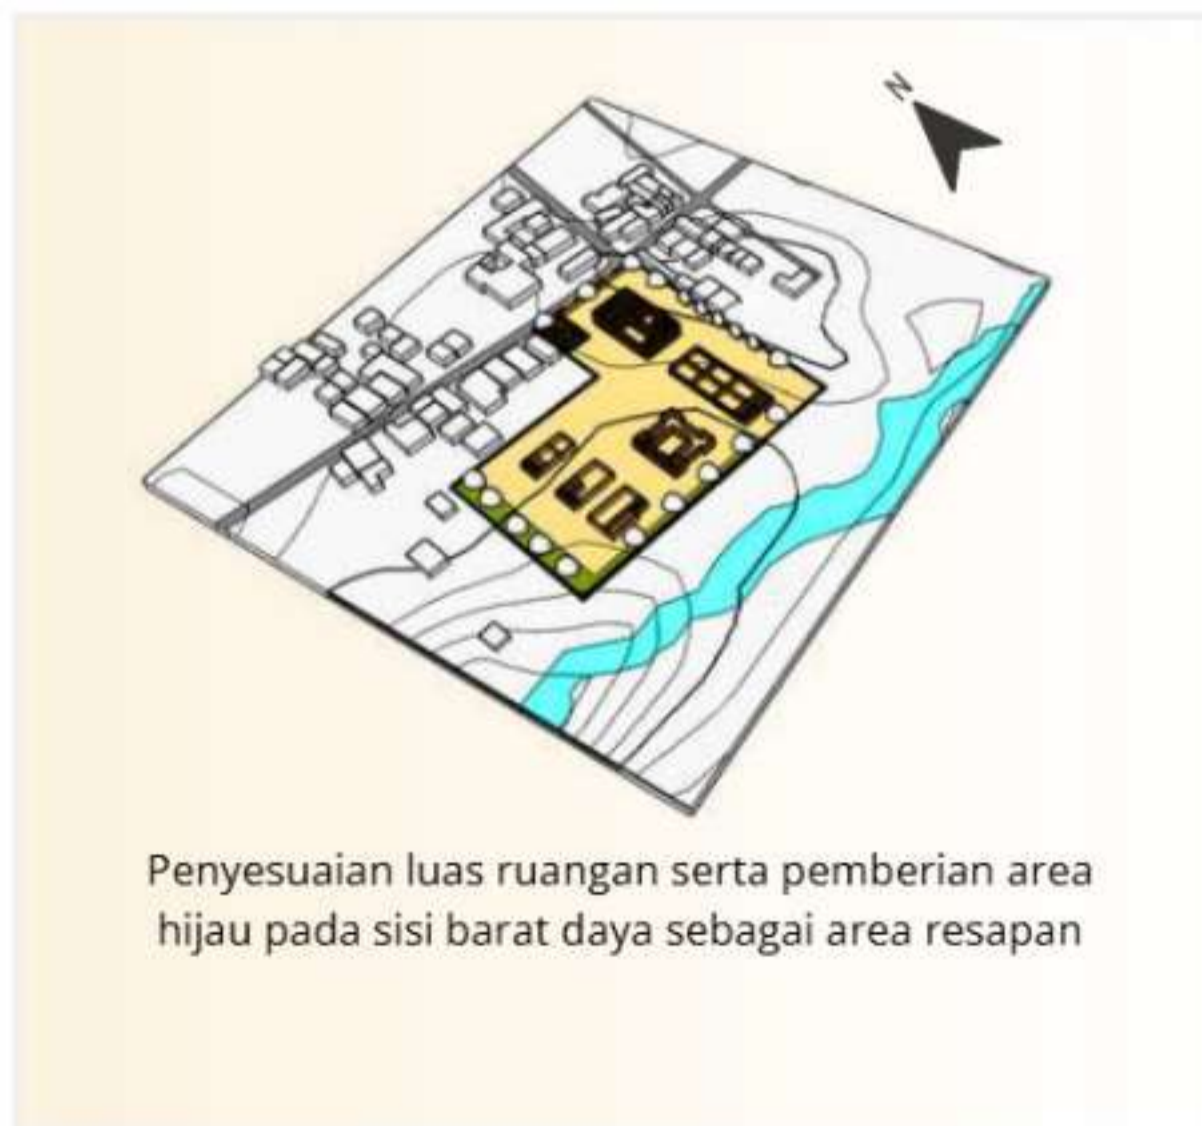 N
Penyesuaian luas ruangan serta pemberian area
hijau pada sisi barat daya sebagai area resapan